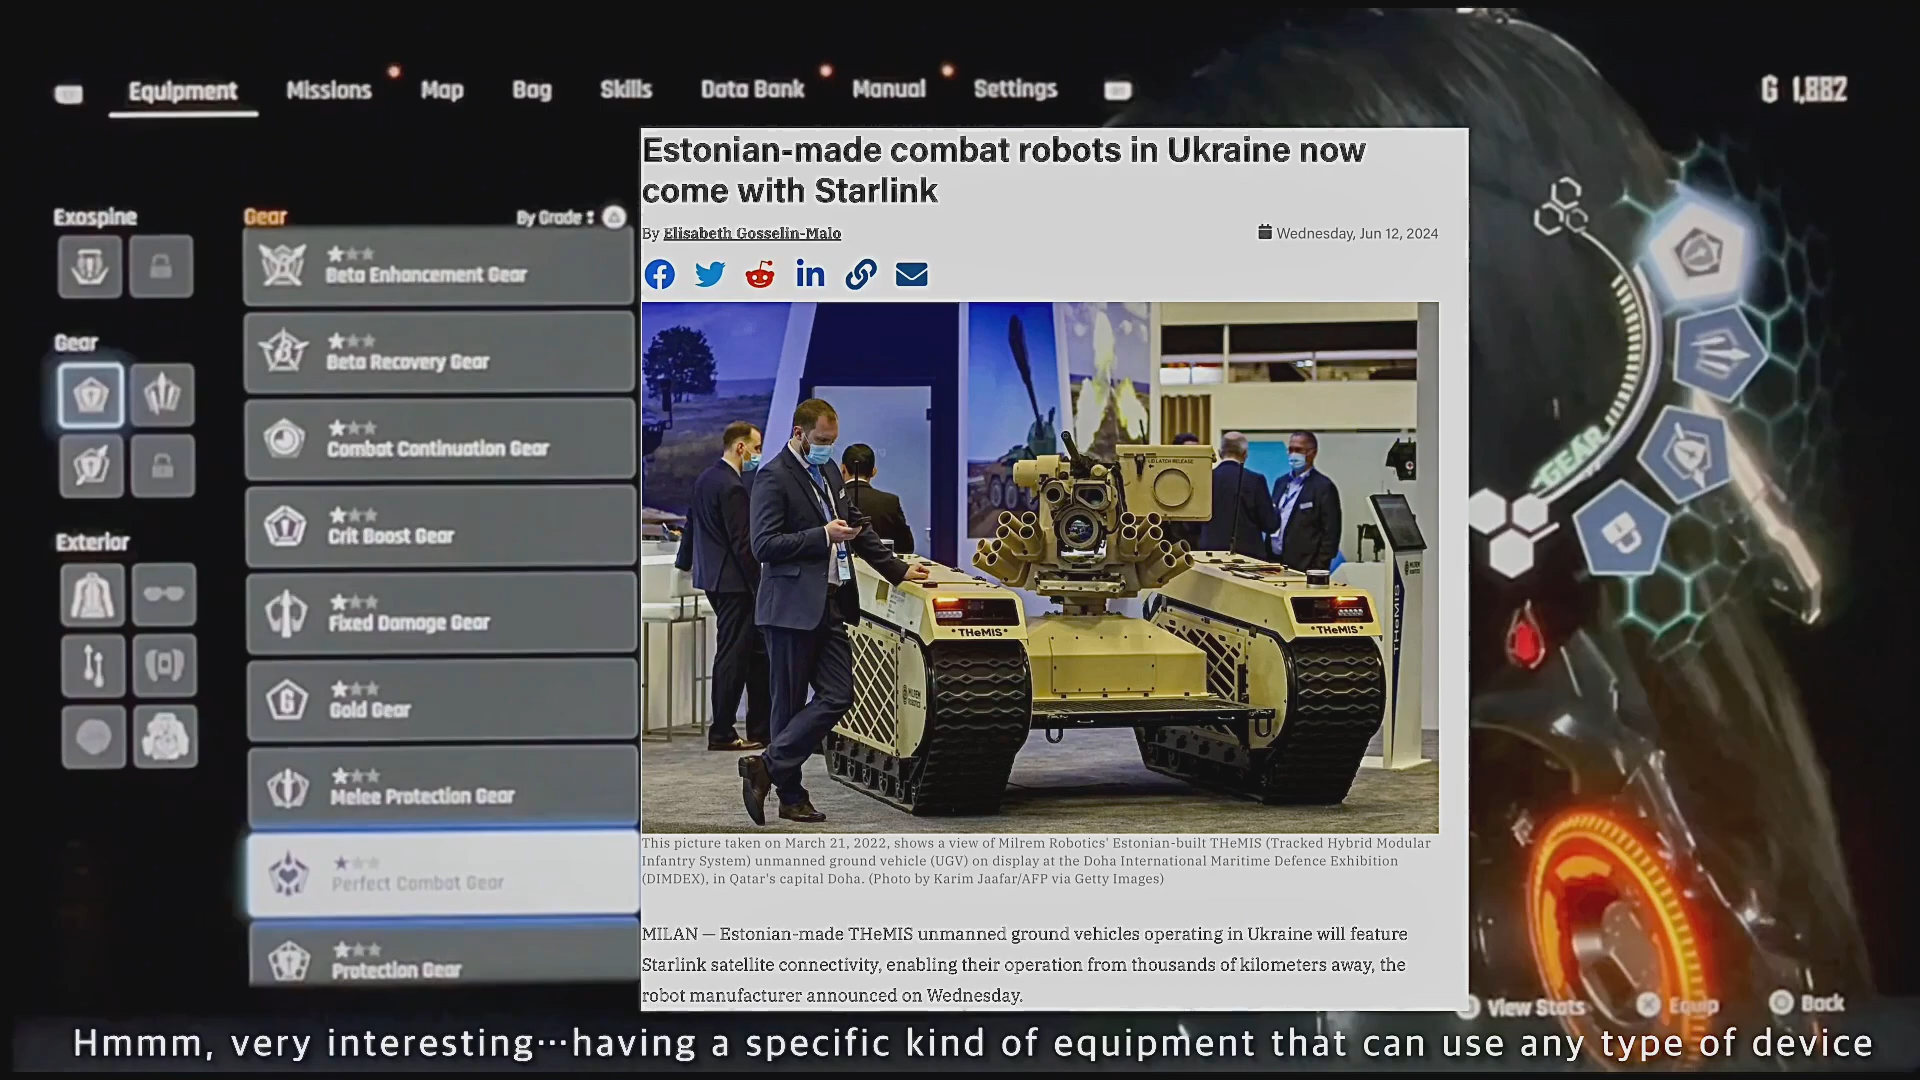 Equipment
Missions
Map
Bag
Skills
Data Bank
Manual
Settings
G 1,882
Exospine
Gear
Exterior
Gear
By Grade
Beta Enhancement Gear
Beta Recovery Gear
Combat Continuation Gear
Crit Boost Gear
Fixed Damage Gear
Gold Gear
Melee Protection Gear
Perfect Combat Gear
Protection Gear
Estonian-made combat robots in Ukraine now
come with Starlink
By Elisabeth Gosselin-Malo
Wednesday, Jun 12, 2024
LID LATCH RELEASE
THeMIS
THeMIS
THeMIS
This picture taken on March 21, 2022, shows a view of Milrem Robotics' Estonian-built THeMIS (Tracked Hybrid Modular
Infantry System) unmanned ground vehicle (UGV) on display at the Doha International Maritime Defence Exhibition
(DIMDEX), in Qatar's capital Doha. (Photo by Karim Jaafar/AFP via Getty Images)
MILAN — Estonian-made THeMIS unmanned ground vehicles operating in Ukraine will feature
Starlink satellite connectivity, enabling their operation from thousands of kilometers away, the
robot manufacturer announced on Wednesday.
GEAR
View Stats
Equip
Back
Hmmm, very interesting…having a specific kind of equipment that can use any type of device